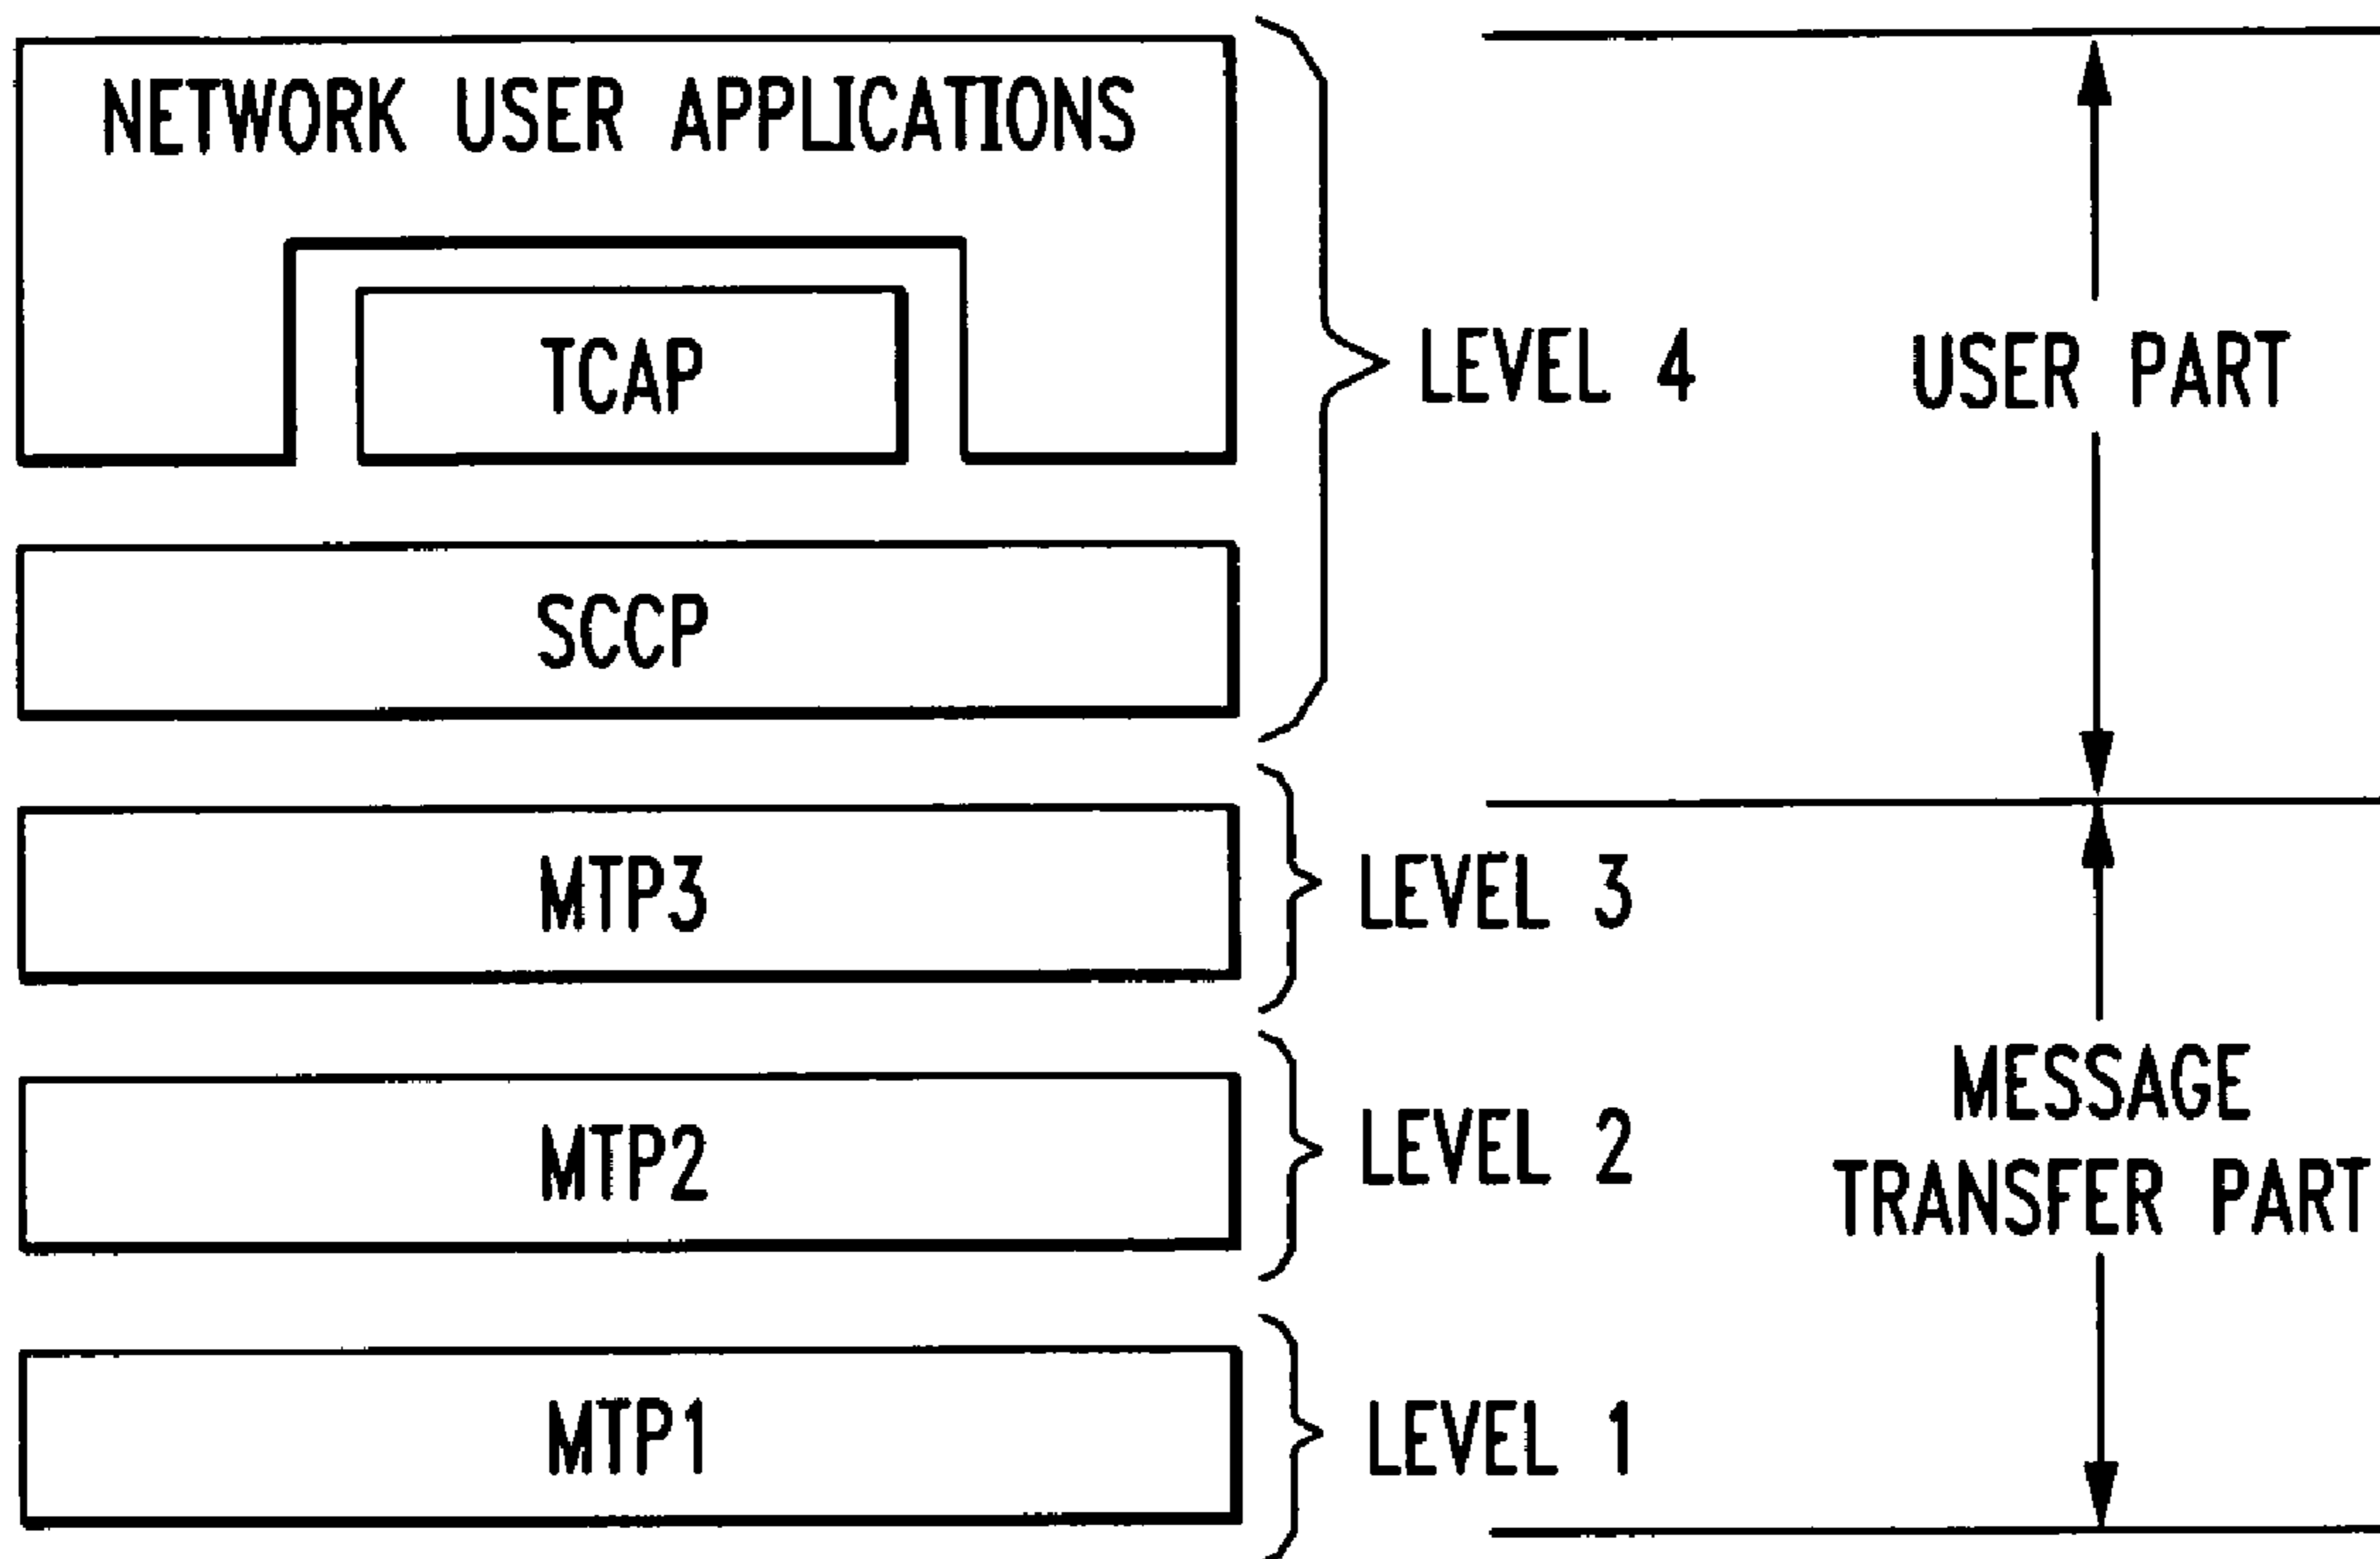 NETWORK USER APPLICATIONS
TCAP
LEVEL 4
USER PART
SCCP
MTP3
LEVEL 3
MESSAGE
TRANSFER PART
MTP2
LEVEL 2
MTP1
LEVEL 1